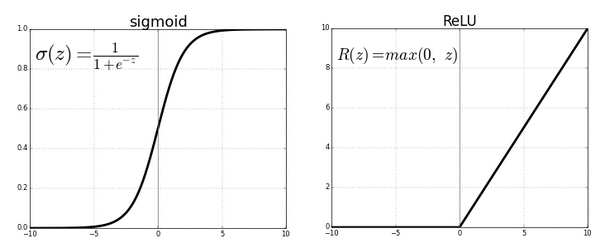 sigmoid
σ(z) = 1 / 1+e^{-z}
1.0
0.8
0.6
0.4
0.2
0.0
−10 −5 0 5 10
ReLU
R(z) = max(0, z)
10
8
6
4
2
0
−10 −5 0 5 10